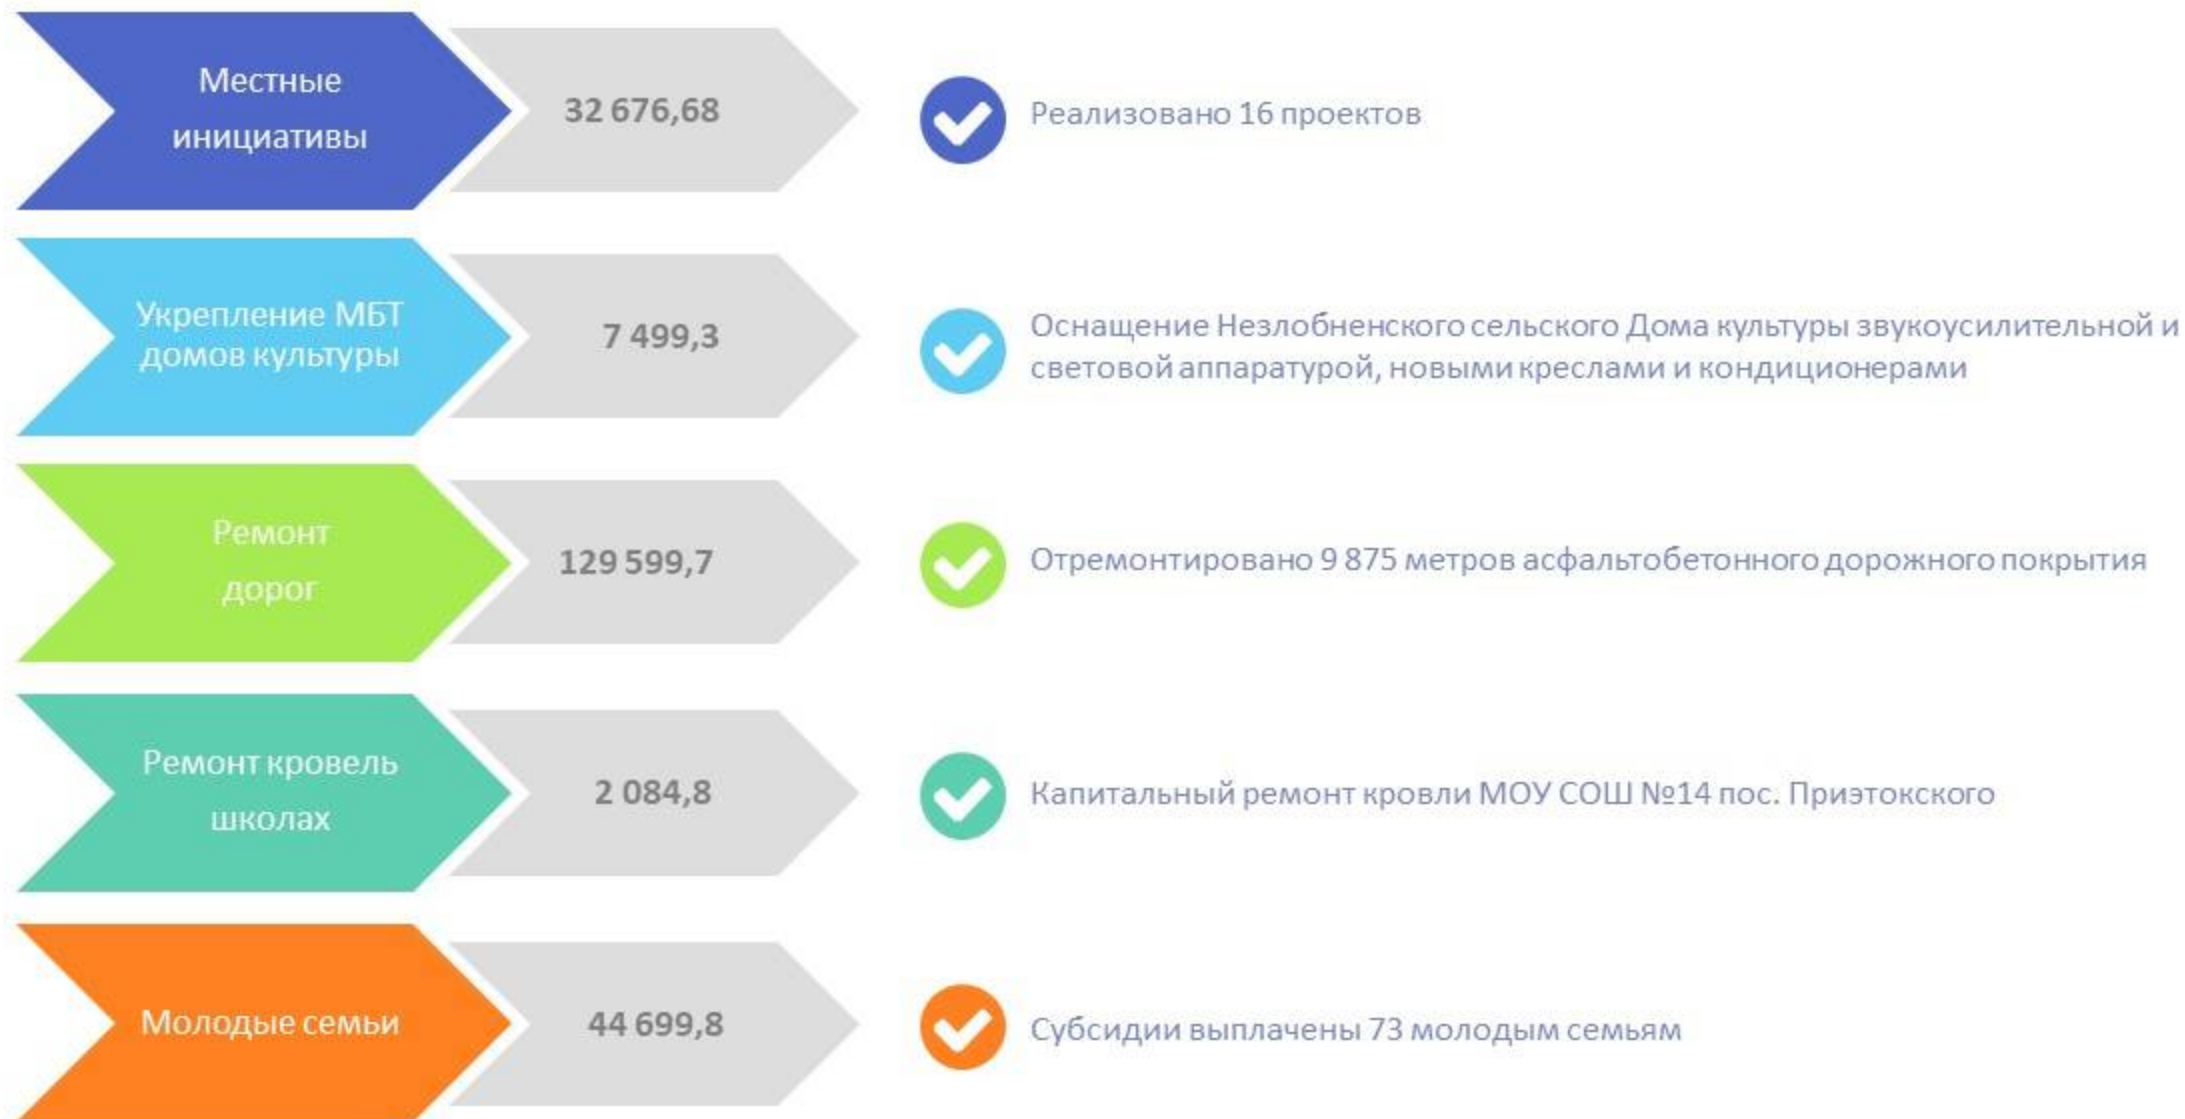 Местные
инициативы
32 676,68
Реализовано 16 проектов
Укрепление МБТ
домов культуры
7 499,3
Оснащение Незлобненского сельского Дома культуры звукоусилительной и
световой аппаратурой, новыми креслами и кондиционерами
Ремонт
дорог
129 599,7
Отремонтировано 9 875 метров асфальтобетонного дорожного покрытия
Ремонт кровель
школах
2 084,8
Капитальный ремонт кровли МОУ СОШ №14 пос. Приэтокского
Молодые семьи
44 699,8
Субсидии выплачены 73 молодым семьям